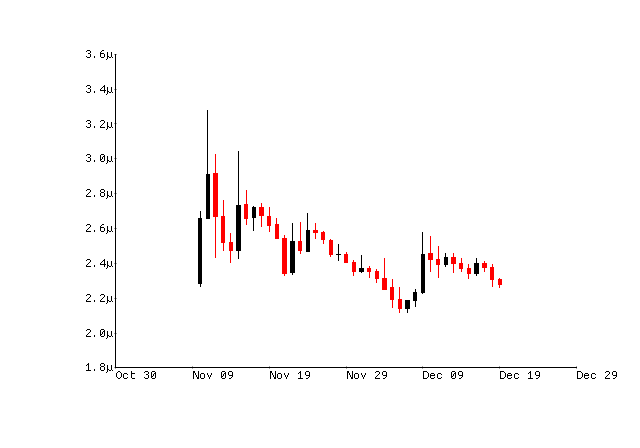 3.6µ
3.4µ
3.2µ
3.0µ
2.8µ
2.6µ
2.4µ
2.2µ
2.0µ
1.8µ
Oct 30 Nov 09 Nov 19 Nov 29 Dec 09 Dec 19 Dec 29